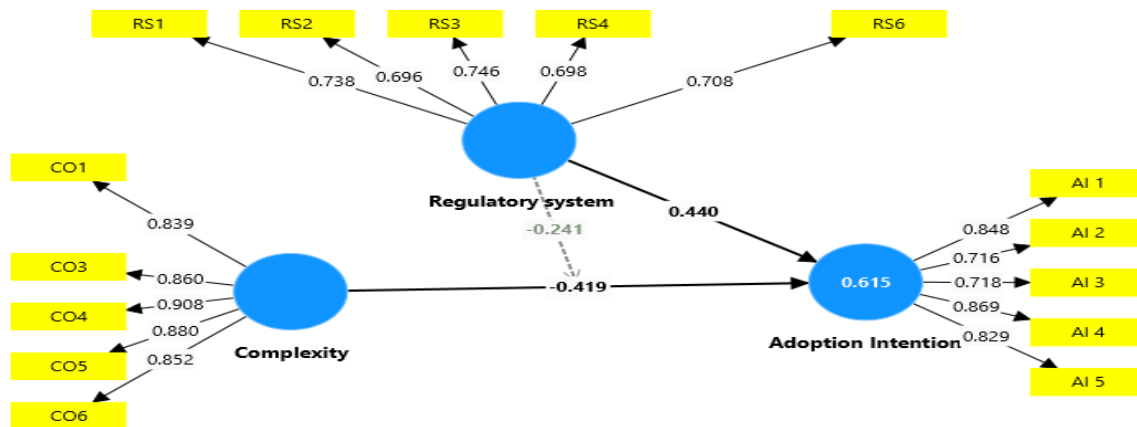 RS1 RS2 RS3 RS4 RS6
0.738 0.696 0.746 0.698 0.708
CO1
Regulatory system
AI 1
0.839
0.440
0.848
-0.241
AI 2
0.716
CO3
0.860
0.615
0.718
AI 3
-0.419
0.908
CO4
0.869
AI 4
0.880
0.829
Complexity
Adoption Intention
CO5
0.852
AI 5
CO6